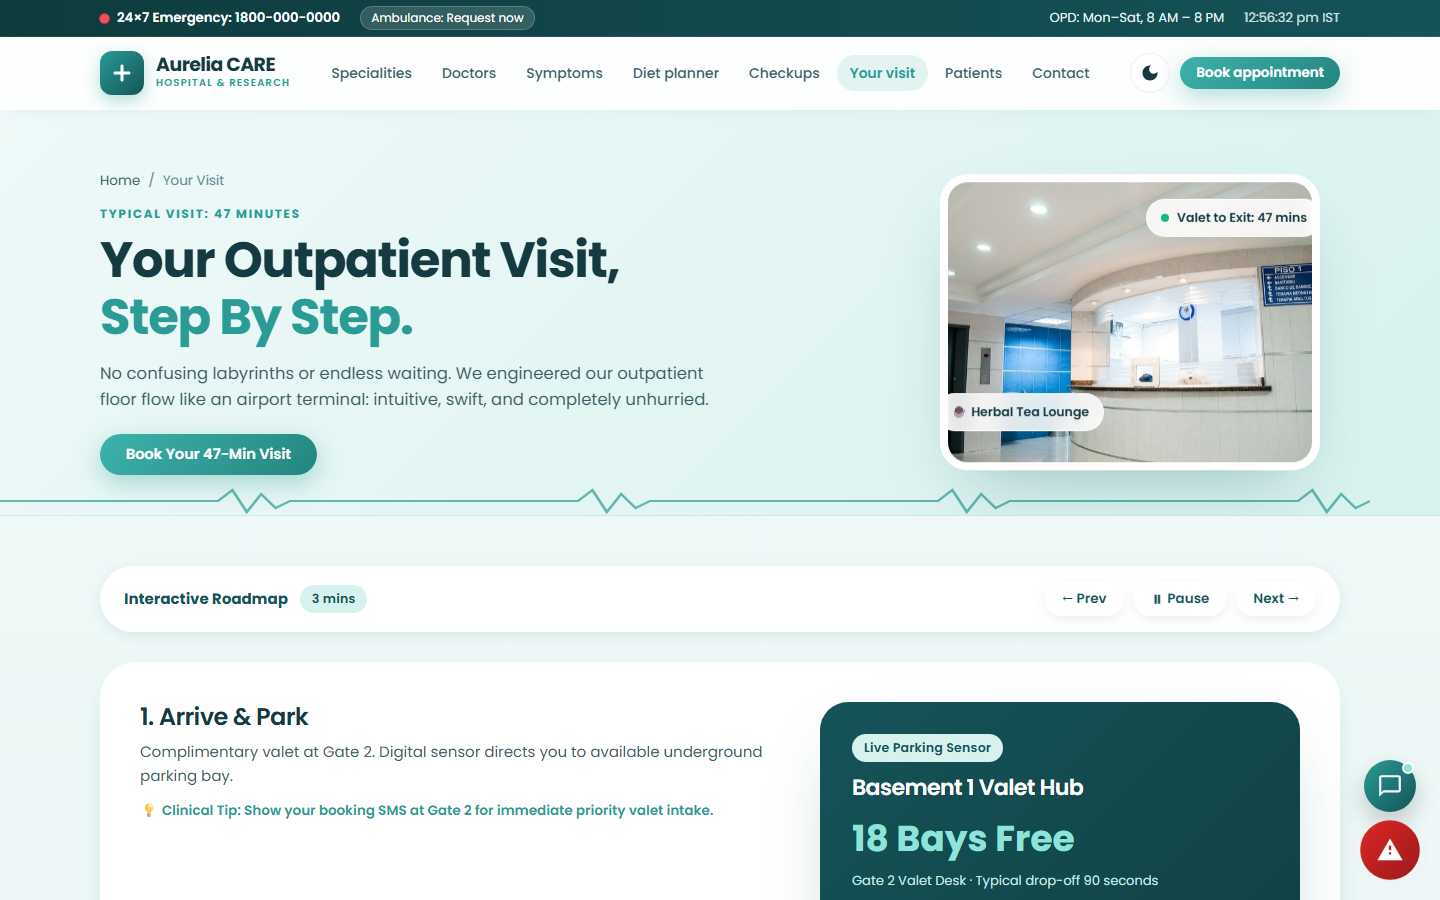 24×7 Emergency: 1800-000-0000
Ambulance: Request now
OPD: Mon–Sat, 8 AM – 8 PM
12:56:32 pm IST
Aurelia CARE
HOSPITAL & RESEARCH
Specialities
Doctors
Symptoms
Diet planner
Checkups
Your visit
Patients
Contact
Book appointment
Home / Your Visit
TYPICAL VISIT: 47 MINUTES
Your Outpatient Visit,
Step By Step.
No confusing labyrinths or endless waiting. We engineered our outpatient
floor flow like an airport terminal: intuitive, swift, and completely unhurried.
Book Your 47-Min Visit
Valet to Exit: 47 mins
PISO 1
Herbal Tea Lounge
Interactive Roadmap
3 mins
← Prev
⏸ Pause
Next →
1. Arrive & Park
Complimentary valet at Gate 2. Digital sensor directs you to available underground
parking bay.
💡 Clinical Tip: Show your booking SMS at Gate 2 for immediate priority valet intake.
Live Parking Sensor
Basement 1 Valet Hub
18 Bays Free
Gate 2 Valet Desk · Typical drop-off 90 seconds